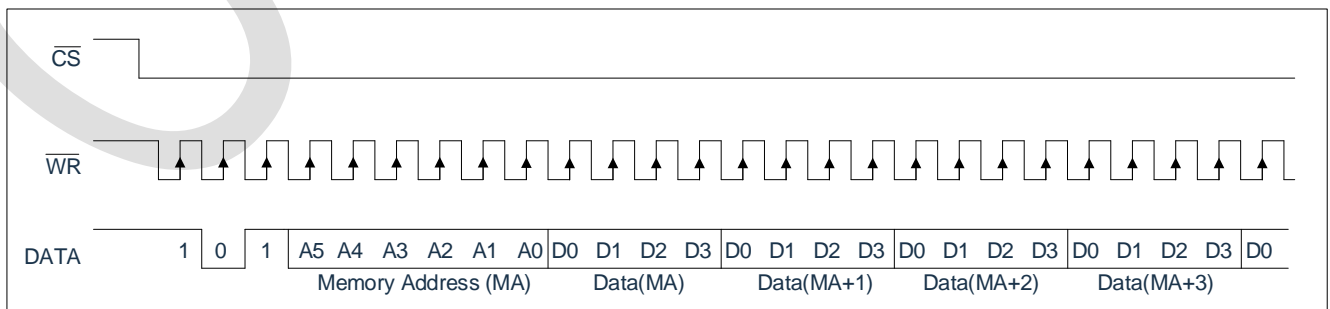 CS
WR
DATA 1 0 1 A5 A4 A3 A2 A1 A0 D0 D1 D2 D3 D0 D1 D2 D3 D0 D1 D2 D3 D0 D1 D2 D3 D0
Memory Address (MA) Data(MA) Data(MA+1) Data(MA+2) Data(MA+3)